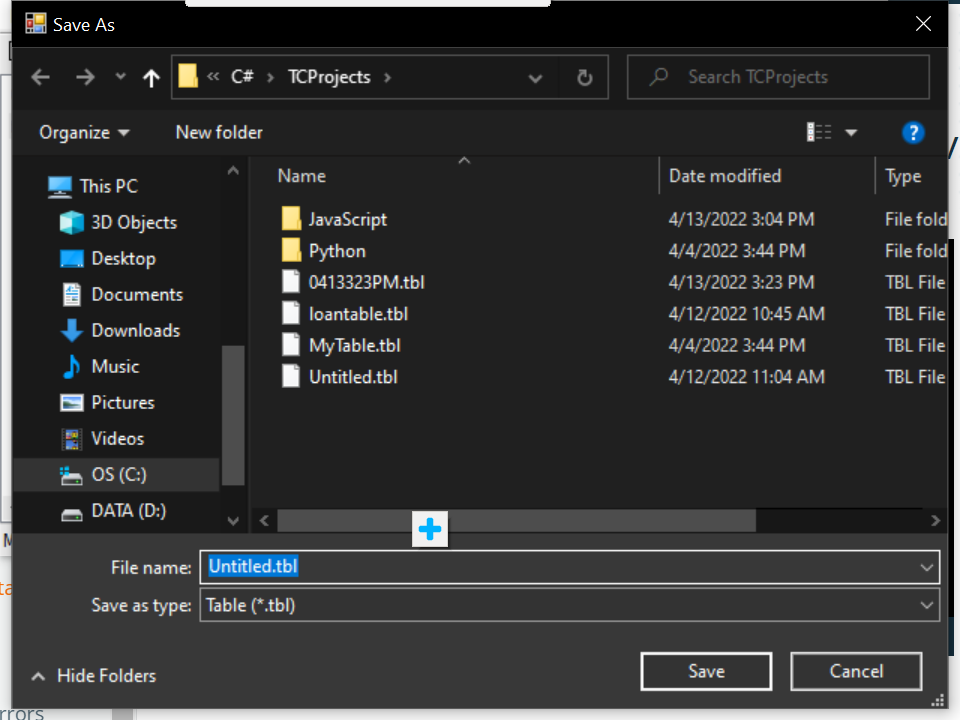 Save As
« C# › TCProjects ›
Search TCProjects
Organize
New folder
?
Name
Date modified
Type
This PC
3D Objects
Desktop
Documents
Downloads
Music
Pictures
Videos
OS (C:)
DATA (D:)
JavaScript 4/13/2022 3:04 PM File fold
Python 4/4/2022 3:44 PM File fold
0413323PM.tbl 4/13/2022 3:23 PM TBL File
loantable.tbl 4/12/2022 10:45 AM TBL File
MyTable.tbl 4/4/2022 3:44 PM TBL File
Untitled.tbl 4/12/2022 11:04 AM TBL File
File name: Untitled.tbl
Save as type: Table (*.tbl)
Hide Folders
Save
Cancel
rrors